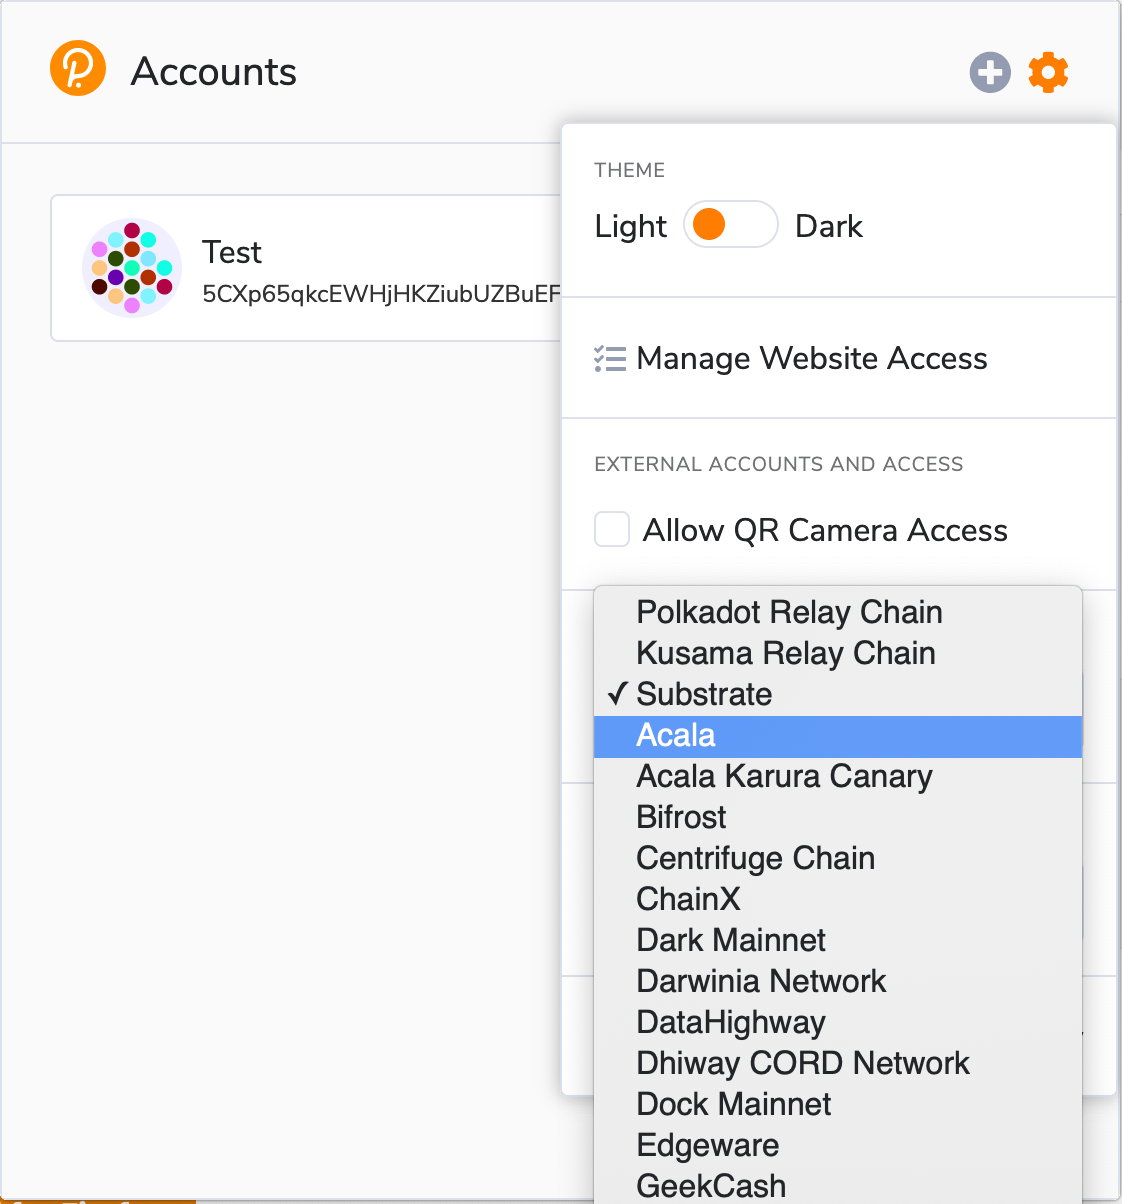 Accounts
THEME
Light Dark
Test
5CXp65qkcEWHjHKZiubUZBuEF
Manage Website Access
EXTERNAL ACCOUNTS AND ACCESS
Allow QR Camera Access
Polkadot Relay Chain
Kusama Relay Chain
✓ Substrate
Acala
Acala Karura Canary
Bifrost
Centrifuge Chain
ChainX
Dark Mainnet
Darwinia Network
DataHighway
Dhiway CORD Network
Dock Mainnet
Edgeware
GeekCash